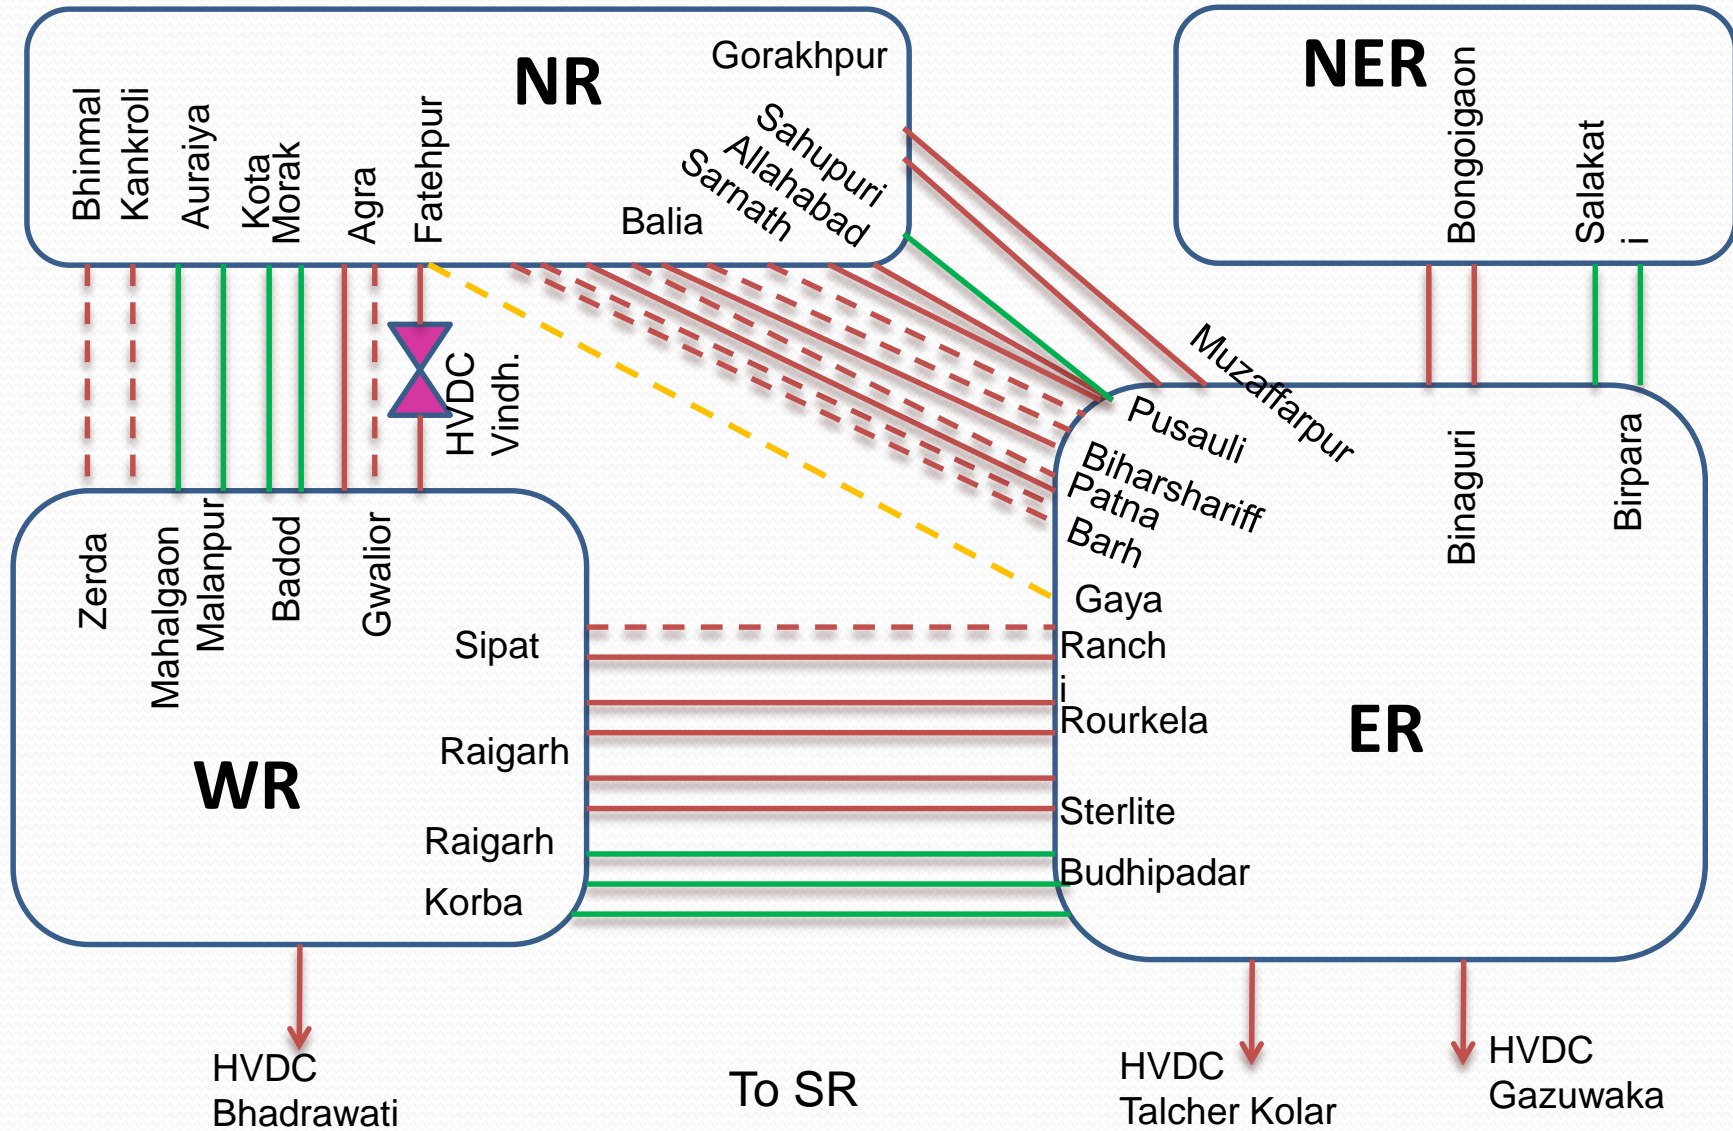 NR
Gorakhpur
Bhinmal
Kankroli
Auraiya
Kota
Morak
Agra
Fatehpur
Balia
Sahupuri
Allahabad
Sarnath
NER
Bongoigaon
Salakat
i
HVDC
Vindh.
Muzaffarpur
Pusauli
Biharshariff
Patna
Barh
Gaya
Ranch
i
Rourkela
Sterlite
Budhipadar
Binaguri
Birpara
ER
Zerda
Mahalgaon
Malanpur
Badod
Gwalior
Sipat
Raigarh
WR
Raigarh
Korba
HVDC
Bhadrawati
To SR
HVDC
Talcher Kolar
HVDC
Gazuwaka